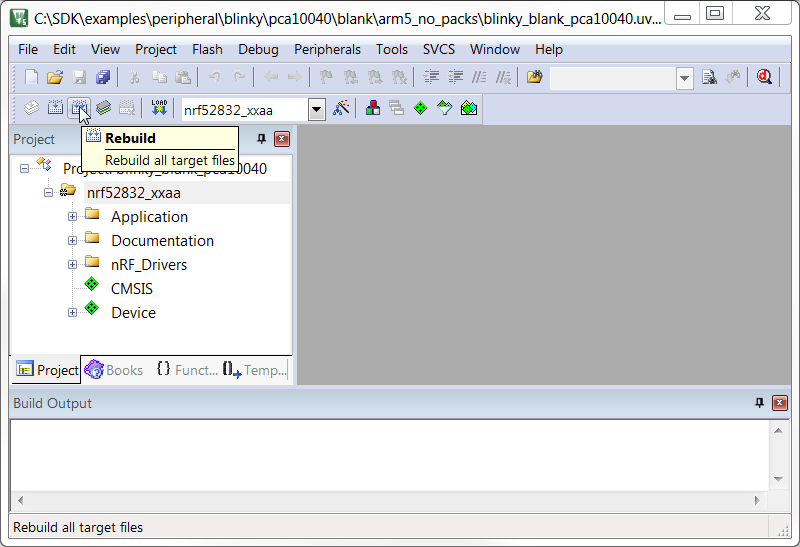 C:\SDK\examples\peripheral\blinky\pca10040\blank\arm5_no_packs\blinky_blank_pca10040.uv...
File Edit View Project Flash Debug Peripherals Tools SVCS Window Help
LOAD nrf52832_xxaa
Project
Rebuild
Rebuild all target files
Project: blinky_blank_pca10040
nrf52832_xxaa
Application
Documentation
nRF_Drivers
CMSIS
Device
Project Books {} Funct... Temp...
Build Output
Rebuild all target files